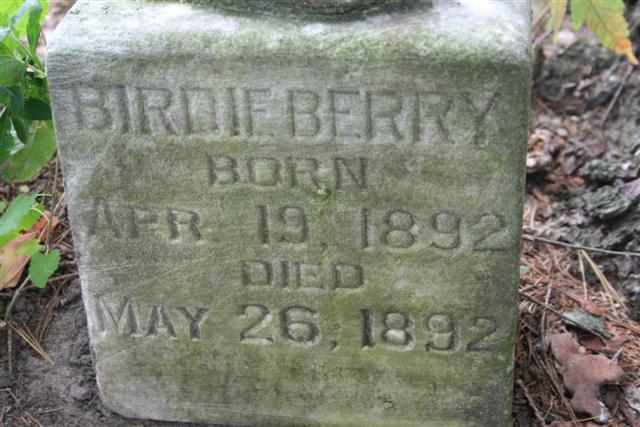 BIRDIE BERRY
BORN
APR. 19, 1892
DIED
MAY 26, 1892